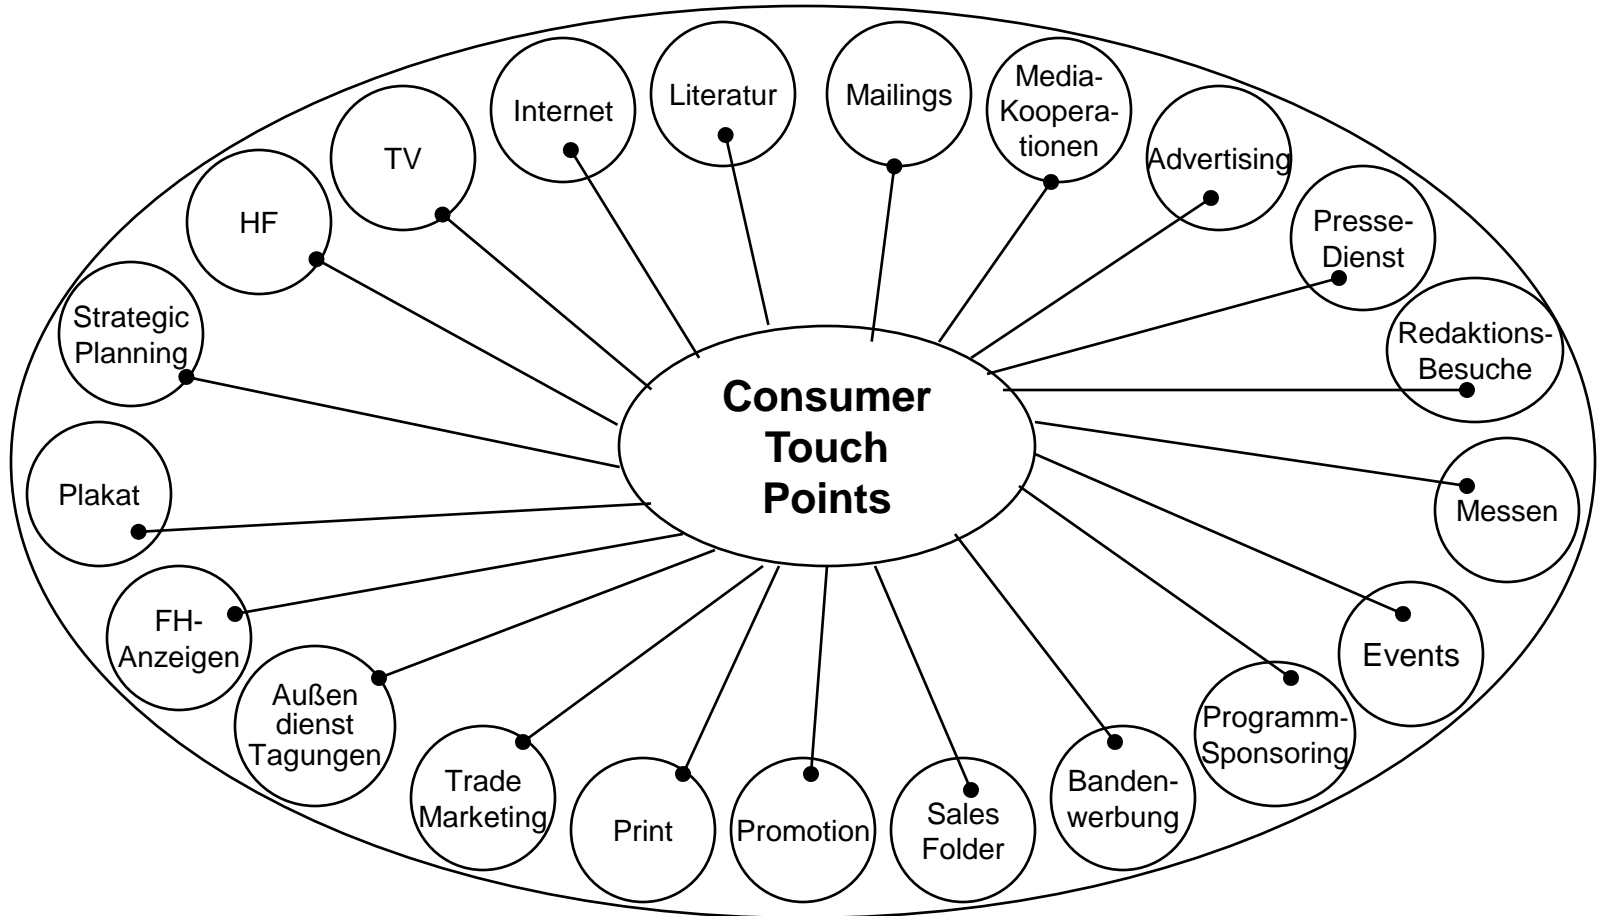 Literatur
Mailings
Media-
Koopera-
tionen
Internet
Advertising
TV
HF
Presse-
Dienst
Strategic
Planning
Redaktions-
Besuche
Consumer
Touch
Points
Plakat
Messen
FH-
Anzeigen
Events
Außen
dienst
Tagungen
Programm-
Sponsoring
Trade
Marketing
Banden-
werbung
Print
Promotion
Sales
Folder